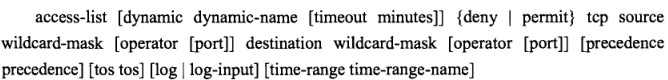 access-list [dynamic dynamic-name [timeout minutes]] {deny | permit} tcp source
wildcard-mask [operator [port]] destination wildcard-mask [operator [port]] [precedence
precedence] [tos tos] [log | log-input] [time-range time-range-name]